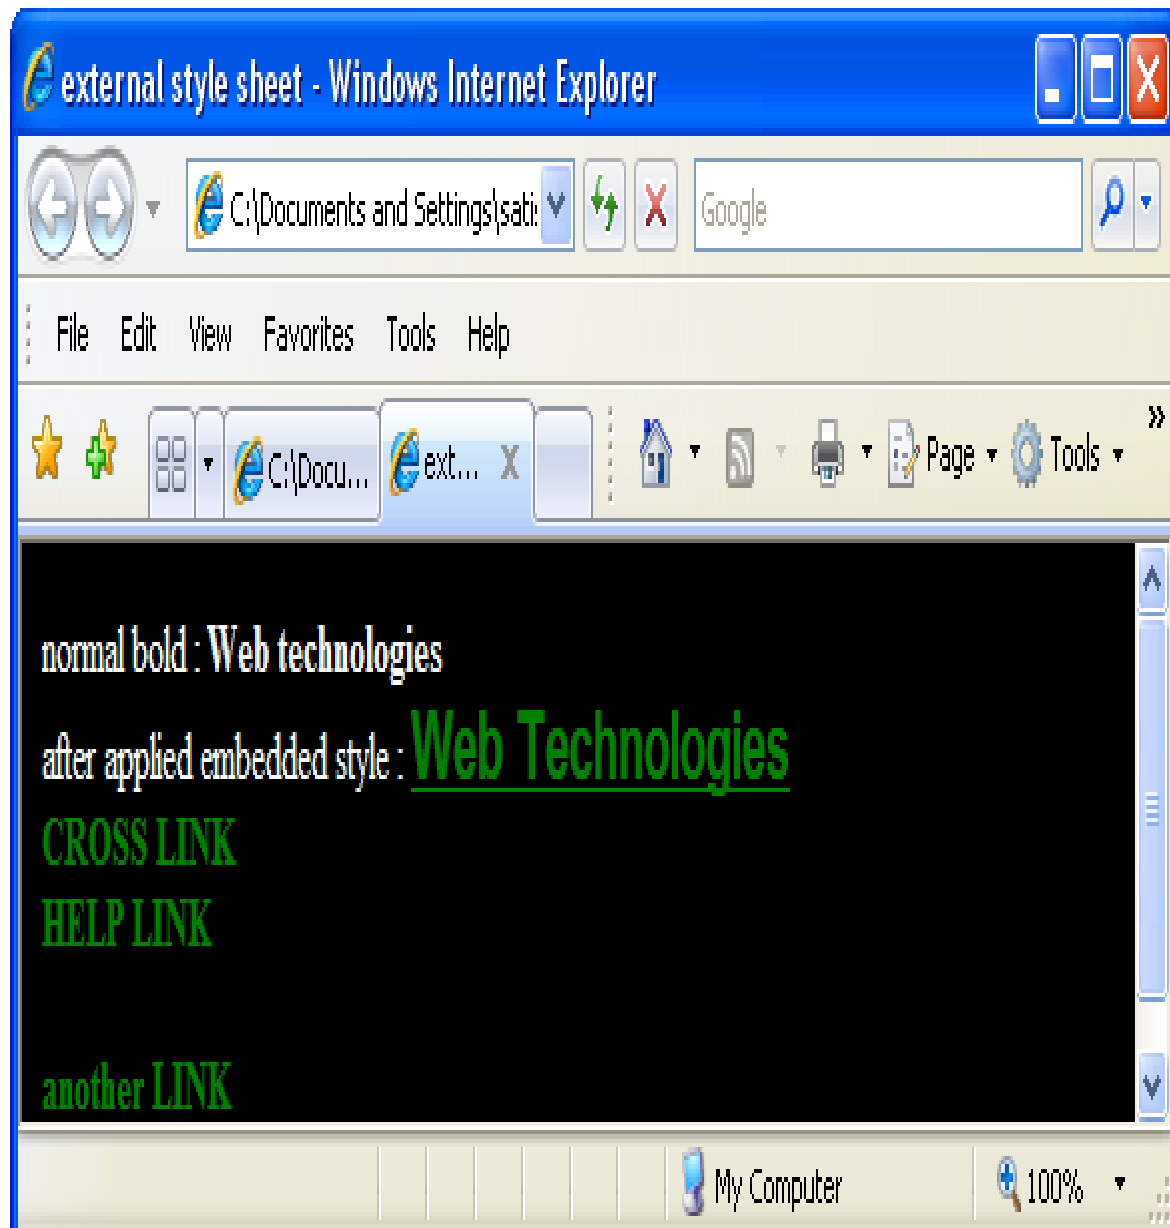 external style sheet - Windows Internet Explorer
C:\Documents and Settings\sati
Google
File Edit View Favorites Tools Help
C:\Docu... ext... X Page Tools »
normal bold : Web technologies
after applied embedded style : Web Technologies
CROSS LINK
HELP LINK
another LINK
My Computer 100%